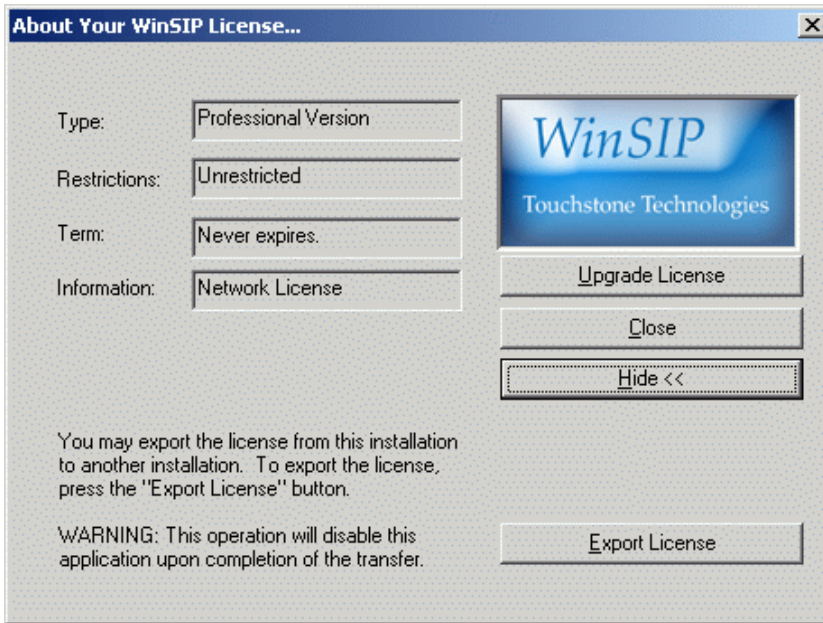 About Your WinSIP License...
Type:
Professional Version
Restrictions:
Unrestricted
Term:
Never expires.
Information:
Network License
WinSIP
Touchstone Technologies
Upgrade License
Close
Hide <<
You may export the license from this installation
to another installation.  To export the license,
press the "Export License" button.
WARNING: This operation will disable this
application upon completion of the transfer.
Export License